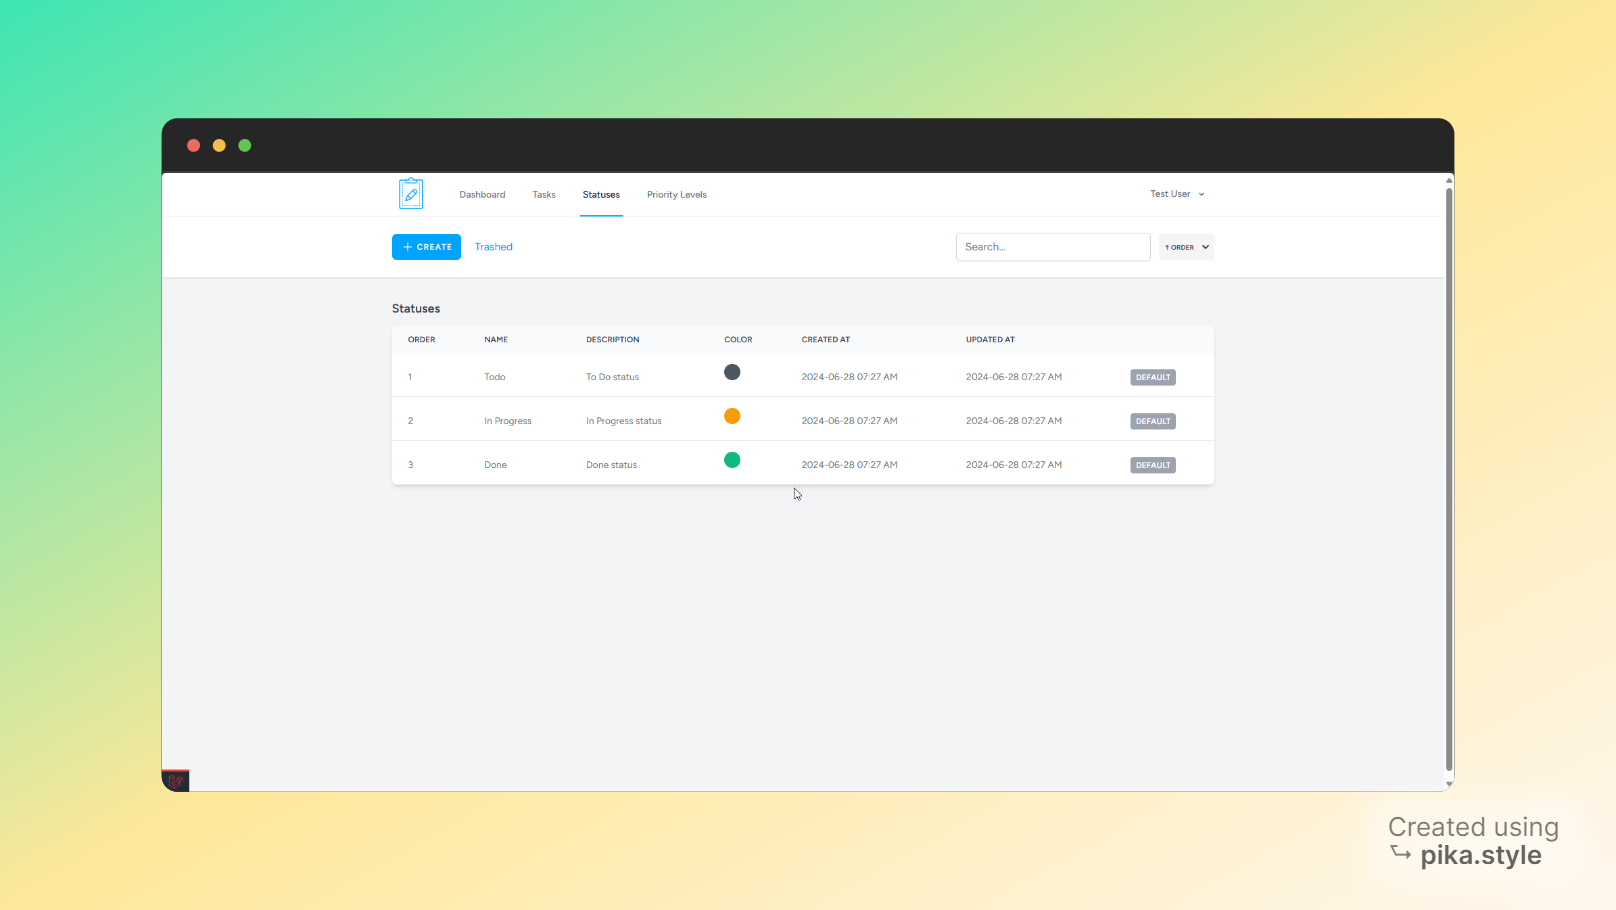 Dashboard Tasks Statuses Priority Levels Test User
+ CREATE Trashed Search... ↑ ORDER
Statuses
ORDER NAME DESCRIPTION COLOR CREATED AT UPDATED AT
1 Todo To Do status 2024-06-28 07:27 AM 2024-06-28 07:27 AM DEFAULT
2 In Progress In Progress status 2024-06-28 07:27 AM 2024-06-28 07:27 AM DEFAULT
3 Done Done status 2024-06-28 07:27 AM 2024-06-28 07:27 AM DEFAULT
Created using
pika.style